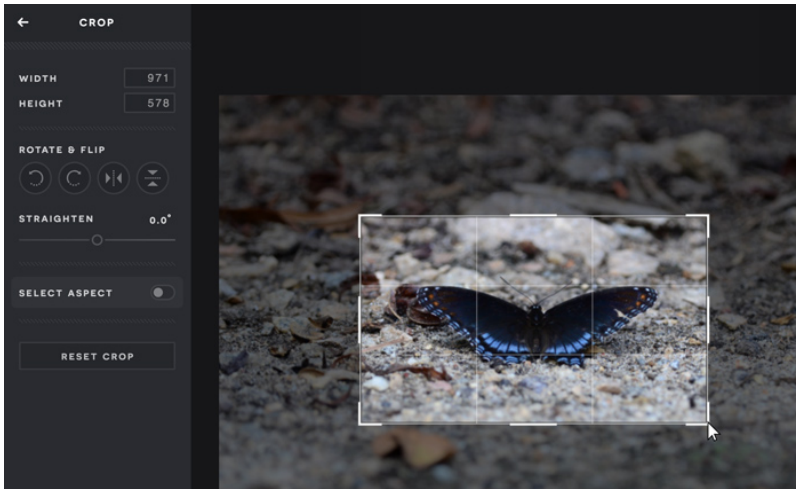 CROP
WIDTH 971
HEIGHT 578
ROTATE & FLIP
STRAIGHTEN 0.0°
SELECT ASPECT
RESET CROP